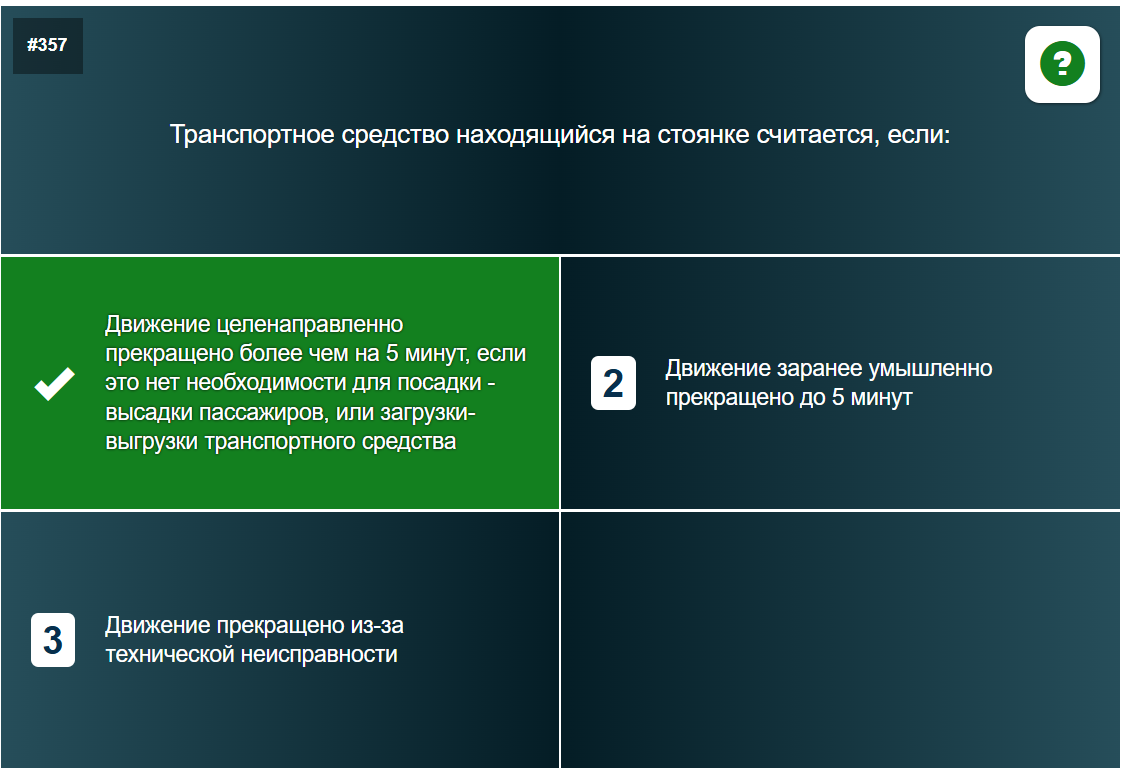 #357
?
Транспортное средство находящийся на стоянке считается, если:
Движение целенаправленно
прекращено более чем на 5 минут, если
это нет необходимости для посадки -
высадки пассажиров, или загрузки-
выгрузки транспортного средства
2
Движение заранее умышленно
прекращено до 5 минут
3
Движение прекращено из-за
технической неисправности